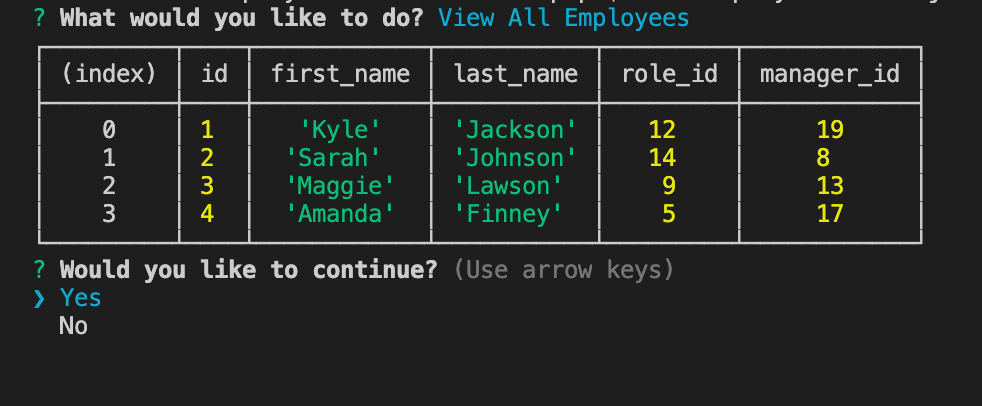 ? What would you like to do? View All Employees
(index) id first_name last_name role_id manager_id
0 1 'Kyle' 'Jackson' 12 19
1 2 'Sarah' 'Johnson' 14 8
2 3 'Maggie' 'Lawson' 9 13
3 4 'Amanda' 'Finney' 5 17
? Would you like to continue? (Use arrow keys)
❯ Yes
No